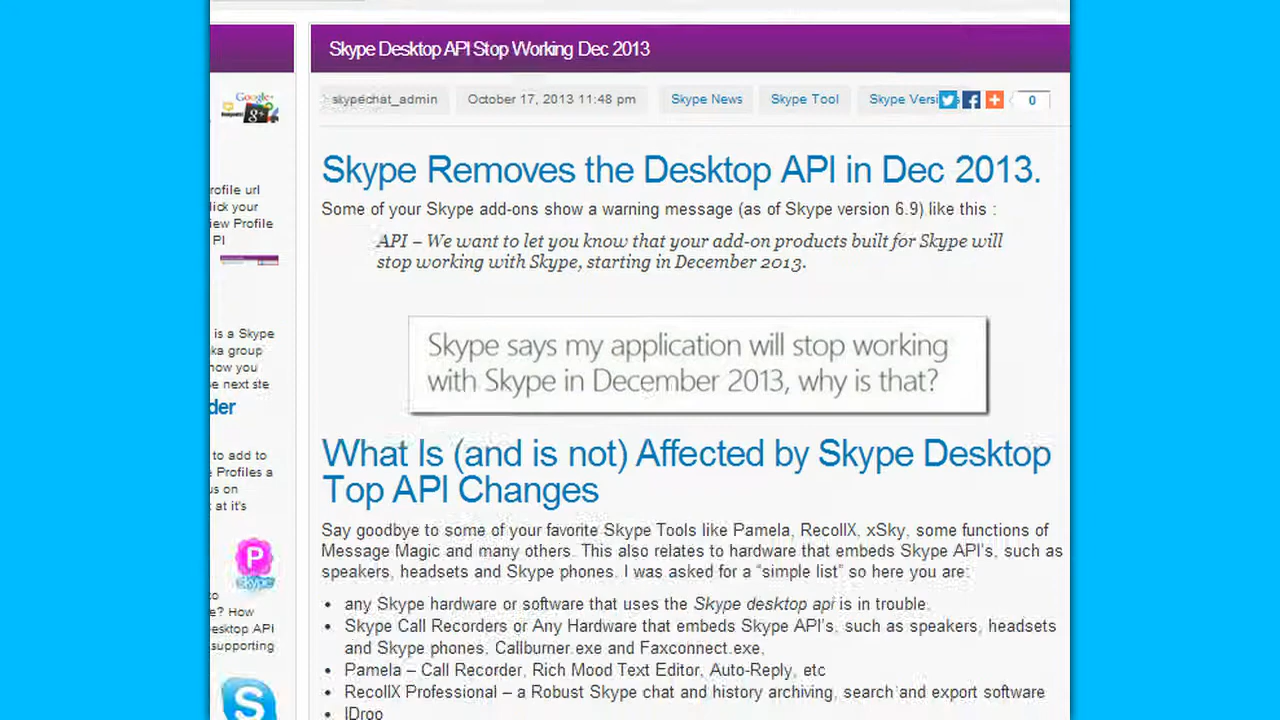 Skype Desktop API Stop Working Dec 2013
skypechat_admin
October 17, 2013 11:48 pm
Skype News
Skype Tool
Skype Versi
0
Google+
rofile url
lick your
iew Profile
PI
is a Skype
ka group
how you
e next ste
der
to add to
Profiles a
us on
at it's
P
co
e? How
esktop API
supporting
S
Skype Removes the Desktop API in Dec 2013.
Some of your Skype add-ons show a warning message (as of Skype version 6.9) like this :
API – We want to let you know that your add-on products built for Skype will
stop working with Skype, starting in December 2013.
Skype says my application will stop working
with Skype in December 2013, why is that?
What Is (and is not) Affected by Skype Desktop
Top API Changes
Say goodbye to some of your favorite Skype Tools like Pamela, RecollX, xSky, some functions of
Message Magic and many others. This also relates to hardware that embeds Skype API's, such as
speakers, headsets and Skype phones. I was asked for a “simple list” so here you are:
• any Skype hardware or software that uses the Skype desktop api is in trouble.
• Skype Call Recorders or Any Hardware that embeds Skype API's, such as speakers, headsets
and Skype phones. Callburner.exe and Faxconnect.exe,
• Pamela – Call Recorder, Rich Mood Text Editor, Auto-Reply, etc
• RecollX Professional – a Robust Skype chat and history archiving, search and export software
• IDroo